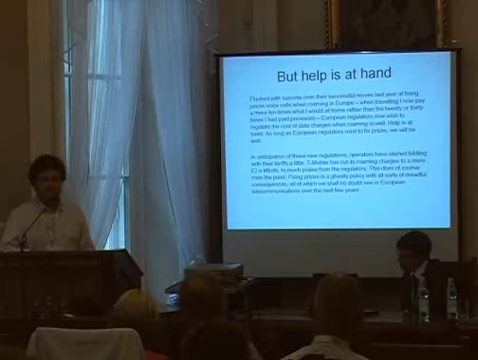 But help is at hand
Flushed with success over their successful moves last year at fixing
prices voice calls when roaming in Europe – when travelling I now pay
a mere ten times what I would at home rather than the twenty or thirty
times I had paid previously – European regulators now wish to
regulate the cost of data charges when roaming as well. Help is at
hand. As long as European regulators exist to fix prices, we will be
well.
In anticipation of these new regulations, operators have started fiddling
with their tariffs a little. T-Mobile has cut its roaming charges to a mere
£2 a Mbyte, to much praise from the regulators. This does of course
miss the point. Fixing prices is a ghastly policy with all sorts of dreadful
consequences, all of which we shall no doubt see in European
telecommunications over the next few years.